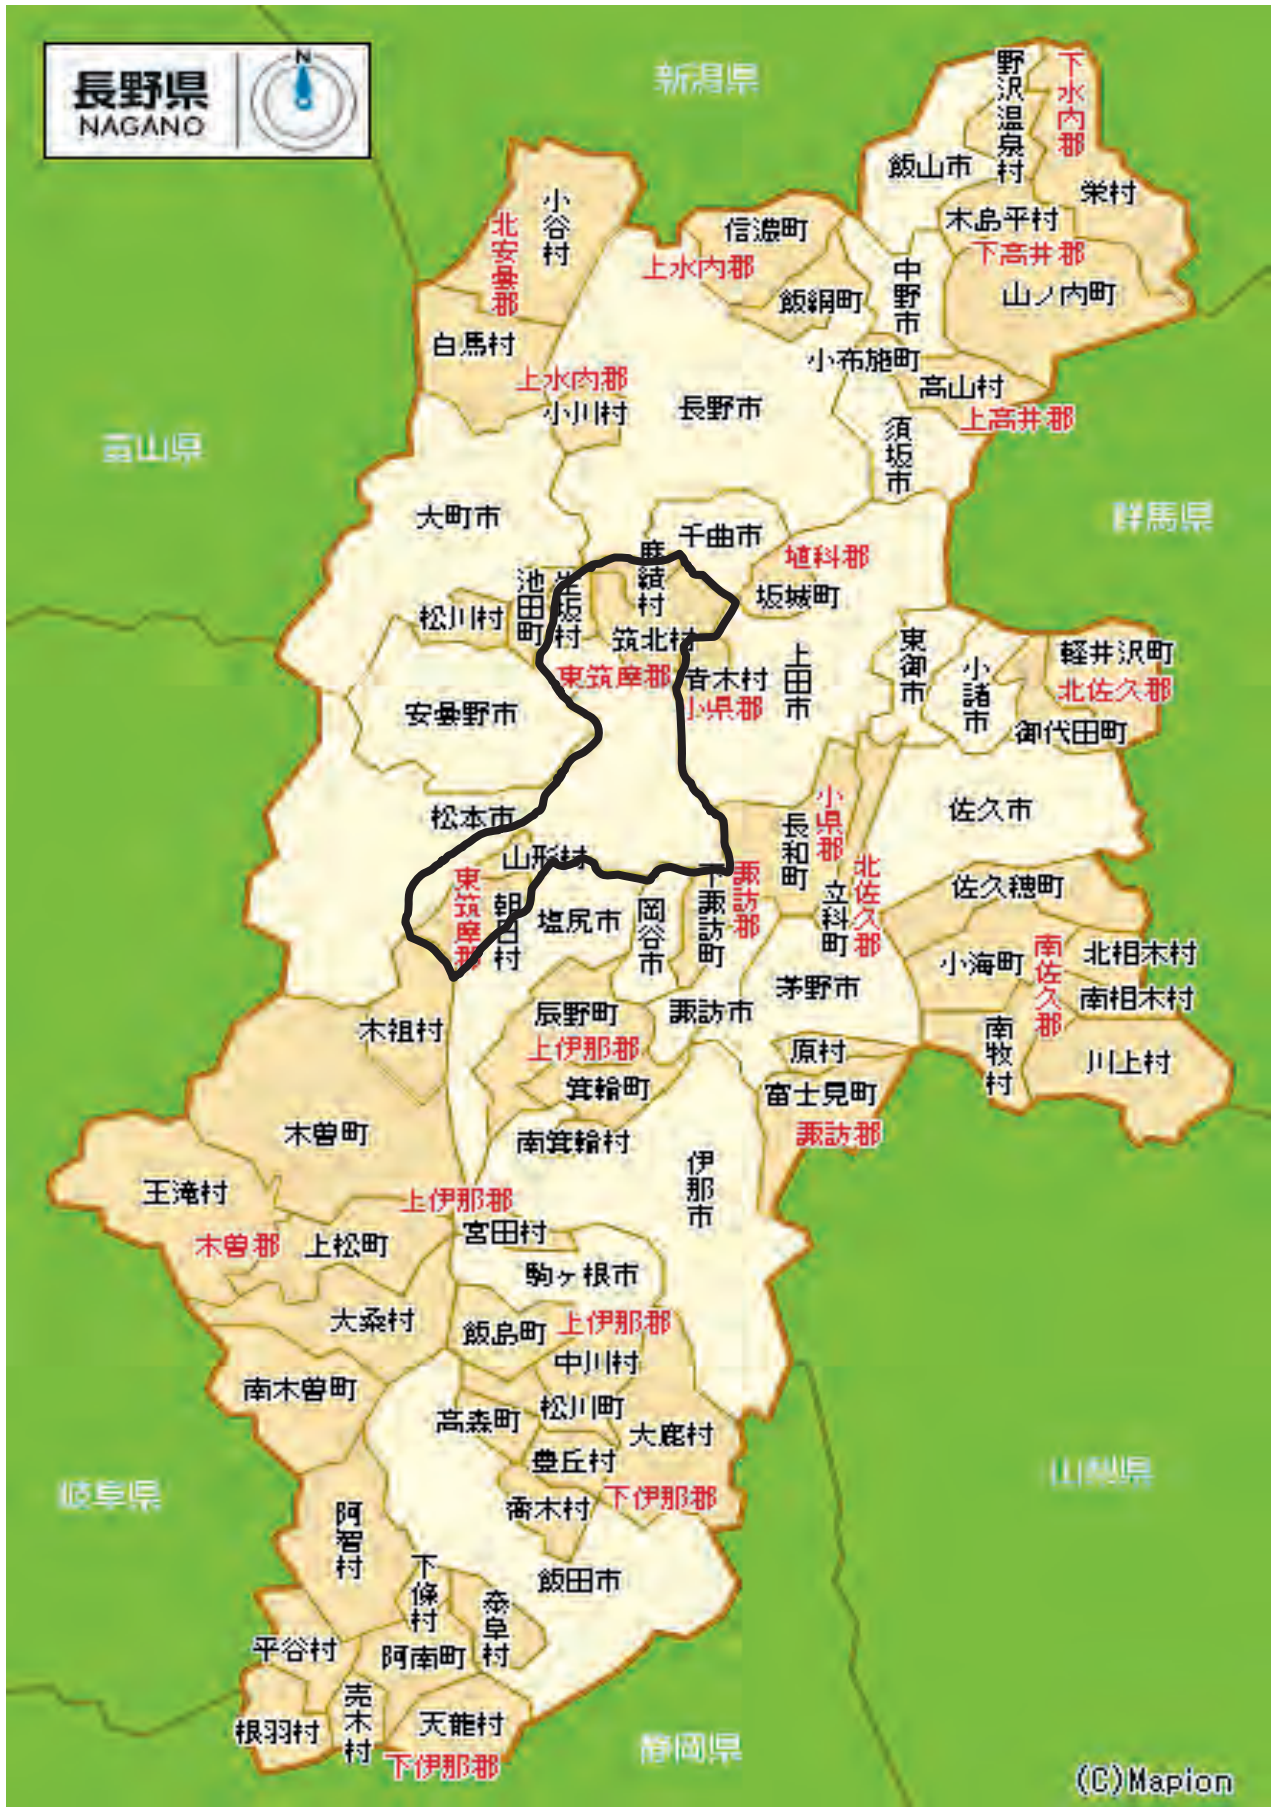 長野県
NAGANO
N
新潟県
野沢温泉村
下水内郡
飯山市
栄村
小谷村
北安曇郡
木島平村
信濃町
下高井郡
上水内郡
中野市
山ノ内町
飯綱町
白馬村
小布施町
上水内郡
高山村
小川村
長野市
上高井郡
富山県
須坂市
大町市
群馬県
千曲市
麻績村
埴科郡
池田町
生坂村
坂城町
松川村
筑北村
東御市
上田市
軽井沢町
小諸市
東筑摩郡
青木村
北佐久郡
小県郡
安曇野市
御代田町
松本市
小県郡
佐久市
長和町
山形村
諏訪郡
北佐久郡
東筑摩郡
下諏訪町
立科町
佐久穂町
朝日村
塩尻市
岡谷市
南佐久郡
北相木村
小海町
茅野市
南相木村
辰野町
諏訪市
木祖村
上伊那郡
原村
南牧村
川上村
箕輪町
富士見町
木曽町
南箕輪村
諏訪郡
伊那市
王滝村
上伊那郡
宮田村
木曽郡
上松町
駒ヶ根市
大桑村
飯島町
上伊那郡
中川村
南木曽町
松川町
高森町
大鹿村
豊丘村
山梨県
岐阜県
喬木村
下伊那郡
阿智村
下條村
飯田市
泰阜村
平谷村
阿南町
売木村
天龍村
根羽村
静岡県
下伊那郡
(C)Mapion